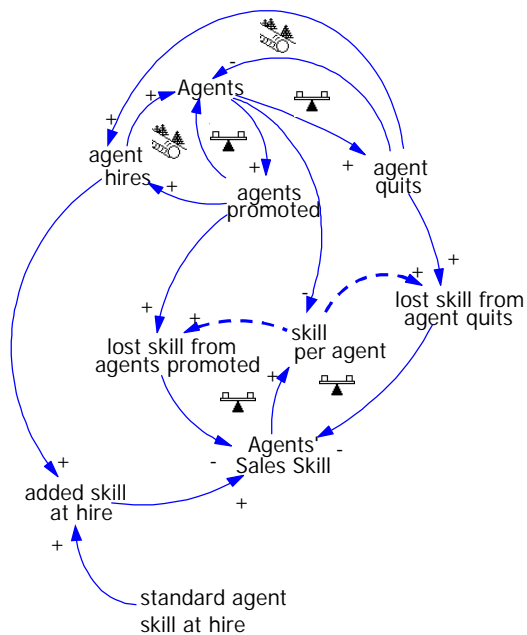 -
Agents
+
+
agent
hires
+
agents
promoted
+
+
agent
quits
+
+
+
-
+
+
lost skill from
agent quits
lost skill from
agents promoted
skill
per agent
+
Agents'
Sales Skill
-
-
+
added skill
at hire
+
+
standard agent
skill at hire